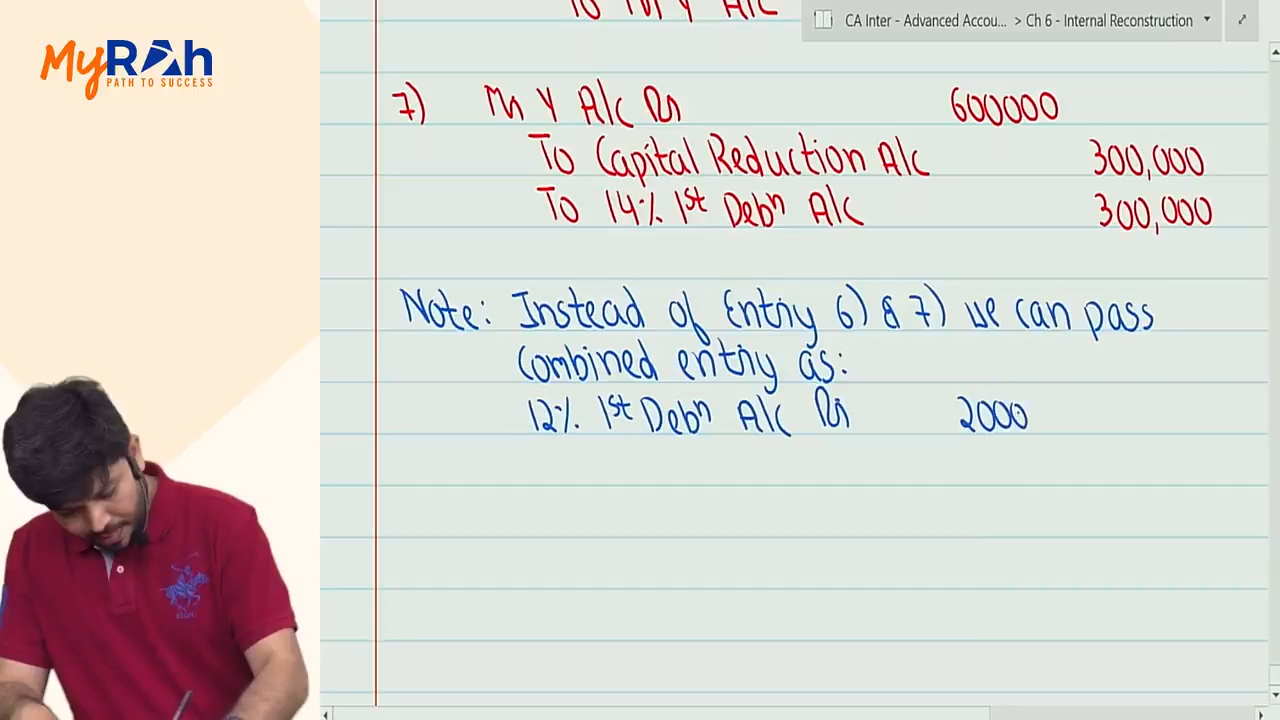 To Mr Y A/c
CA Inter - Advanced Accou... > Ch 6 - Internal Reconstruction
MyRAh
PATH TO SUCCESS
7) Mr Y A/c Dr 600000
To Capital Reduction A/c 300,000
To 14% 1st Debn A/c 300,000
Note: Instead of Entry 6) & 7) we can pass
Combined entry as:
12% 1st Debn A/c Dr 2000